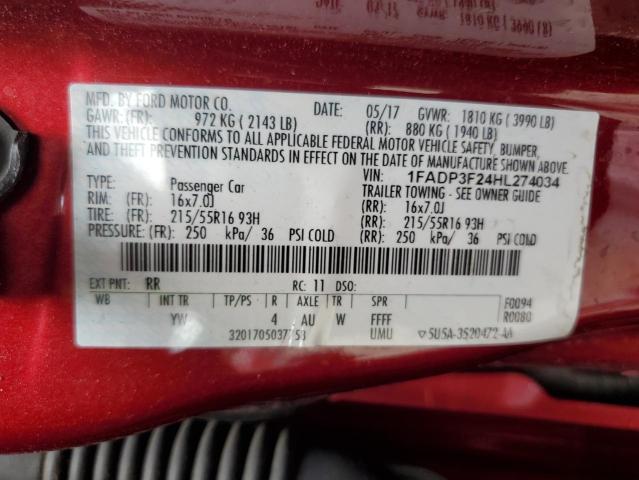 MFD. BY FORD MOTOR CO. DATE: 05/17 GVWR: 1810 KG ( 3990 LB)
GAWR: (FR): 972 KG ( 2143 LB) (RR): 880 KG ( 1940 LB)
THIS VEHICLE CONFORMS TO ALL APPLICABLE FEDERAL MOTOR VEHICLE SAFETY, BUMPER,
AND THEFT PREVENTION STANDARDS IN EFFECT ON THE DATE OF MANUFACTURE SHOWN ABOVE.
VIN: 1FADP3F24HL274034
TYPE: Passenger Car TRAILER TOWING - SEE OWNER GUIDE
RIM: (FR): 16x7.0J (RR): 16x7.0J
TIRE: (FR): 215/55R16 93H (RR): 215/55R16 93H
PRESSURE: (FR): 250 kPa/ 36 PSI COLD (RR): 250 kPa/ 36 PSI COLD
EXT PNT: RR RC: 11 DSO:
WB INT TR TP/PS R AXLE TR SPR F0094
YW 4 AU W FFFF R0080
UMU 5U5A-3520472-AA